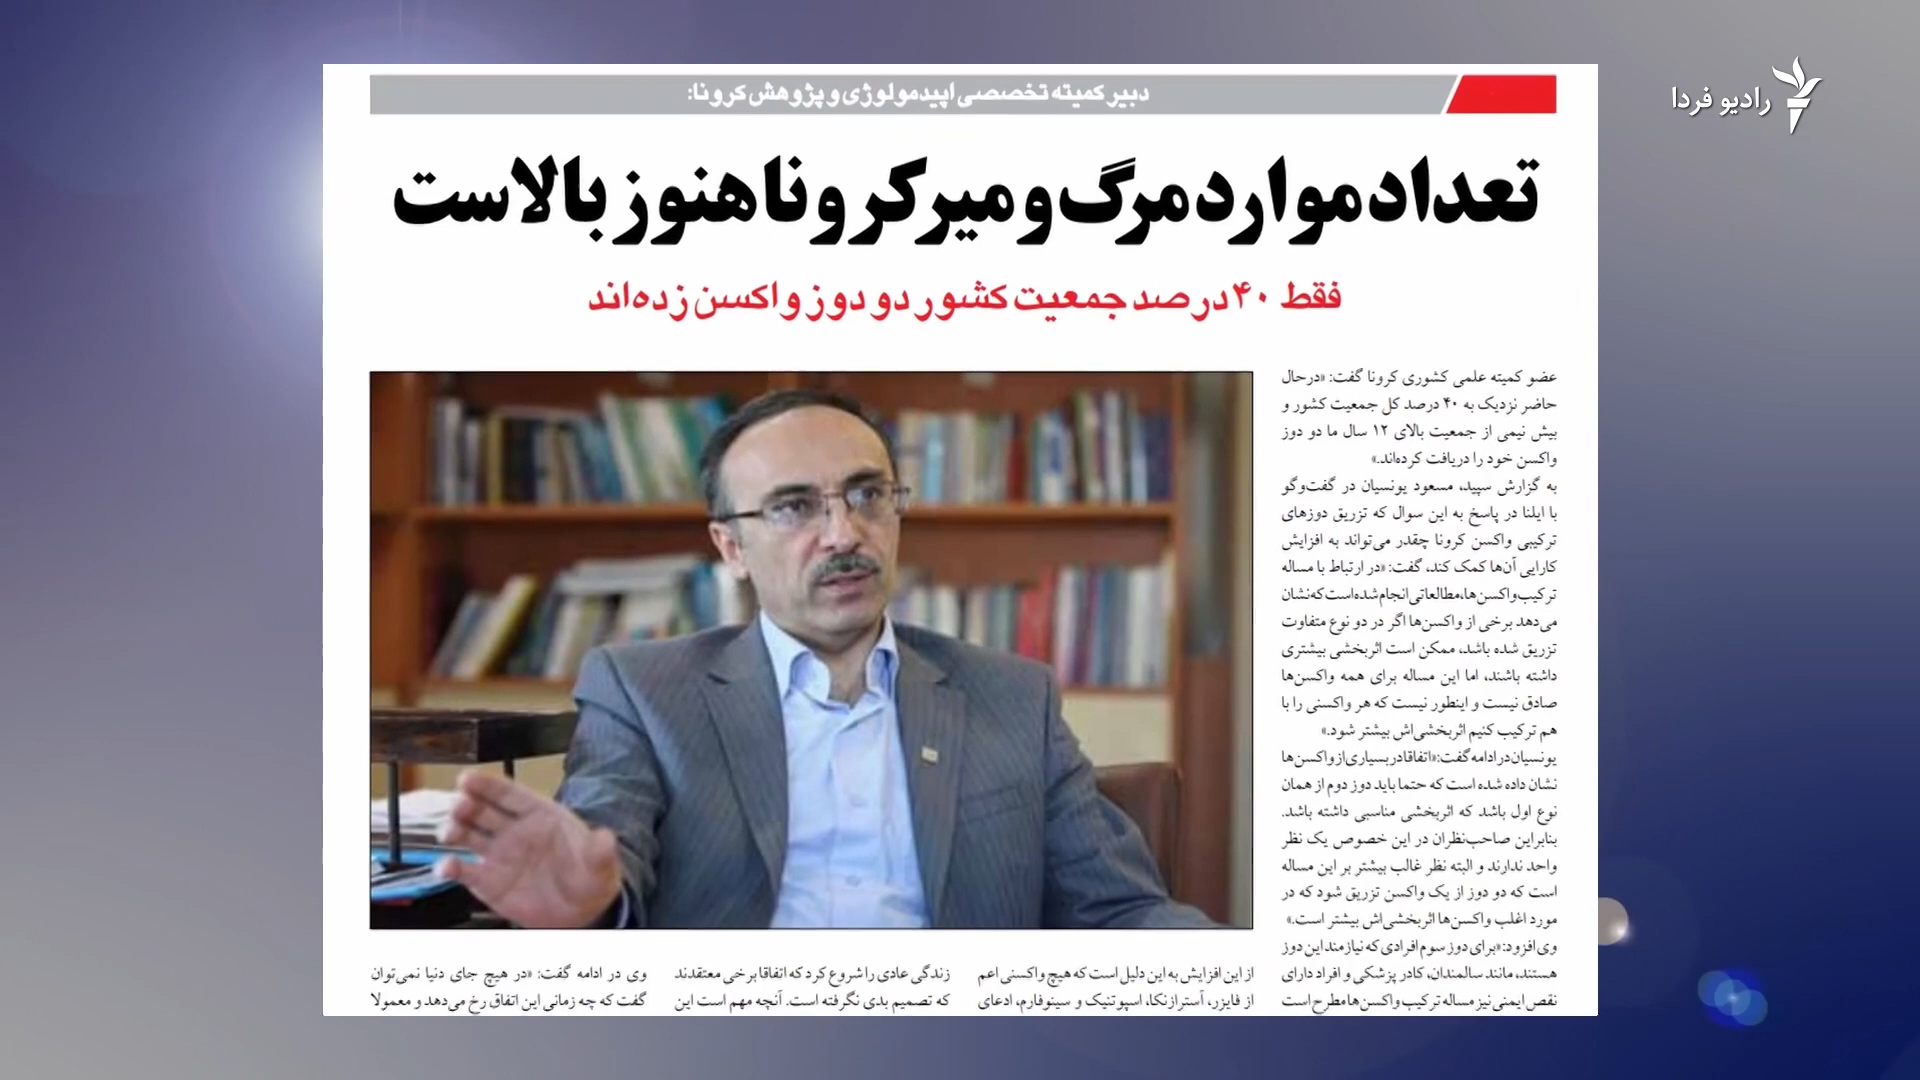 رادیو فردا
دبیر کمیته تخصصی اپیدمولوژی و پژوهش کرونا:
تعداد موارد مرگ و میر کرونا هنوز بالاست
فقط ۴۰ درصد جمعیت کشور دو دوز واکسن زده‌اند
عضو کمیته علمی کشوری کرونا گفت: «درحال
حاضر نزدیک به ۴۰ درصد کل جمعیت کشور و
بیش نیمی از جمعیت بالای ۱۲ سال ما دو دوز
واکسن خود را دریافت کرده‌اند.»
به گزارش سپید، مسعود یونسیان در گفت‌وگو
با ایلنا در پاسخ به این سوال که تزریق دوزهای
ترکیبی واکسن کرونا چقدر می‌تواند به افزایش
کارایی آن‌ها کمک کند، گفت: «در ارتباط با مساله
ترکیب واکسن‌ها، مطالعاتی انجام شده است که نشان
می‌دهد برخی از واکسن‌ها اگر در دو نوع متفاوت
تزریق شده باشد، ممکن است اثربخشی بیشتری
داشته باشند، اما این مساله برای همه واکسن‌ها
صادق نیست و اینطور نیست که هر واکسنی را با
هم ترکیب کنیم اثربخشی‌اش بیشتر شود.»
یونسیان در ادامه گفت: «اتفاقا در بسیاری از واکسن‌ها
نشان داده شده است که حتما باید دوز دوم از همان
نوع اول باشد که اثربخشی مناسبی داشته باشد.
بنابراین صاحب‌نظران در این خصوص یک نظر
واحد ندارند و البته نظر غالب بیشتر بر این مساله
است که دو دوز از یک واکسن تزریق شود که در
مورد اغلب واکسن‌ها اثربخشی‌اش بیشتر است.»
وی افزود: «برای دوز سوم افرادی که نیازمند این دوز
هستند، مانند سالمندان، کادر پزشکی و افراد دارای
نقص ایمنی نیز مساله ترکیب واکسن‌ها مطرح است
از این افزایش به این دلیل است که هیچ واکسنی اعم
از فایزر، آسترازنکا، اسپوتنیک و سینوفارم، ادعای
زندگی عادی را شروع کرد که اتفاقا برخی معتقدند
که تصمیم بدی نگرفته است. آنچه مهم است این
وی در ادامه گفت: «در هیچ جای دنیا نمی‌توان
گفت که چه زمانی این اتفاق رخ می‌دهد و معمولا